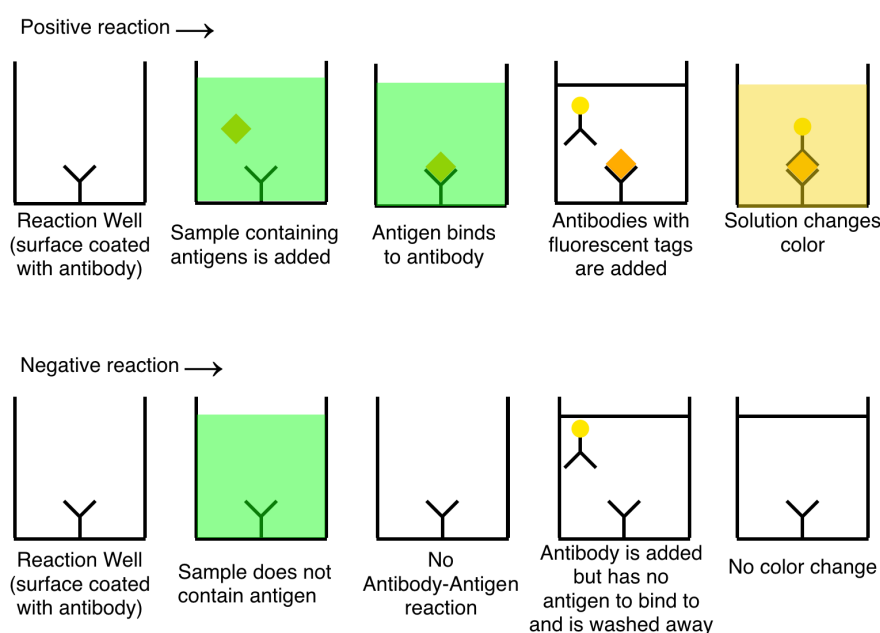 Positive reaction
Reaction Well
(surface coated
with antibody)
Sample containing
antigens is added
Antigen binds
to antibody
Antibodies with
fluorescent tags
are added
Solution changes
color
Negative reaction
Reaction Well
(surface coated
with antibody)
Sample does not
contain antigen
No
Antibody-Antigen
reaction
Antibody is added
but has no
antigen to bind to
and is washed away
No color change